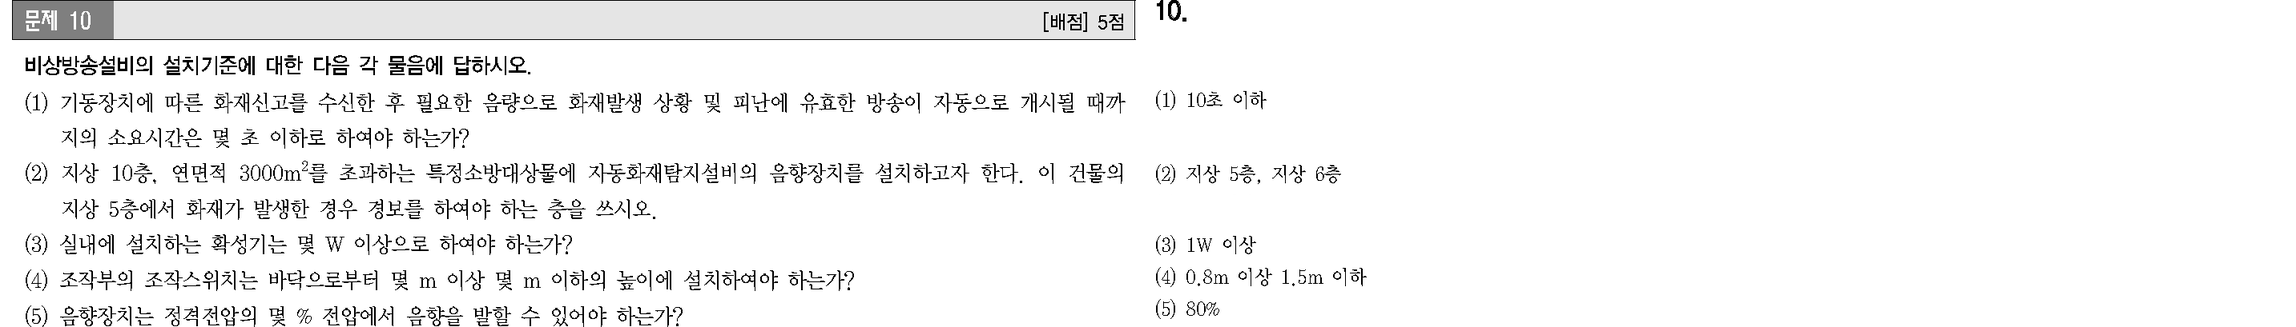 문제 10
[배점] 5점
비상방송설비의 설치기준에 대한 다음 각 물음에 답하시오.
(1) 기동장치에 따른 화재신고를 수신한 후 필요한 음량으로 화재발생 상황 및 피난에 유효한 방송이 자동으로 개시될 때까
지의 소요시간은 몇 초 이하로 하여야 하는가?
(2) 지상 10층, 연면적 3000m²를 초과하는 특정소방대상물에 자동화재탐지설비의 음향장치를 설치하고자 한다. 이 건물의
지상 5층에서 화재가 발생한 경우 경보를 하여야 하는 층을 쓰시오.
(3) 실내에 설치하는 확성기는 몇 W 이상으로 하여야 하는가?
(4) 조작부의 조작스위치는 바닥으로부터 몇 m 이상 몇 m 이하의 높이에 설치하여야 하는가?
(5) 음향장치는 정격전압의 몇 % 전압에서 음향을 발할 수 있어야 하는가?
10.
(1) 10초 이하
(2) 지상 5층, 지상 6층
(3) 1W 이상
(4) 0.8m 이상 1.5m 이하
(5) 80%